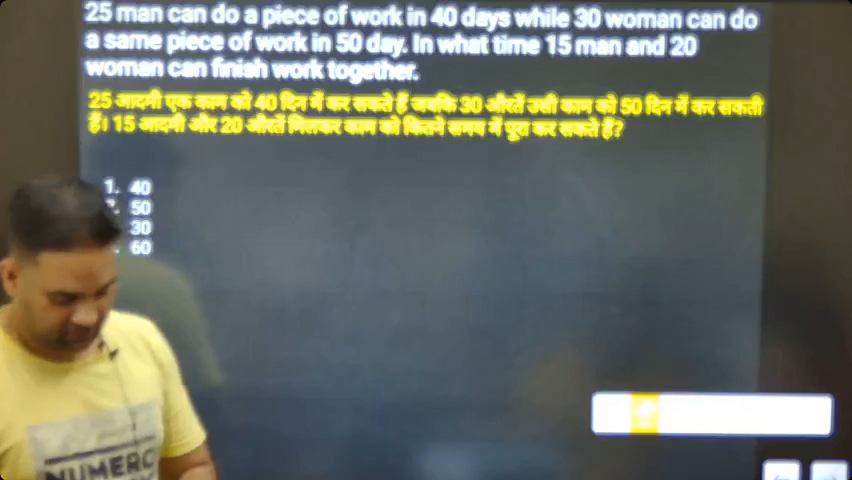 25 man can do a piece of work in 40 days while 30 woman can do
a same piece of work in 50 day. In what time 15 man and 20
woman can finish work together.
25 आदमी एक काम को 40 दिन में कर सकते हैं जबकि 30 औरतें उसी काम को 50 दिन में कर सकती
हैं। 15 आदमी और 20 औरतें मिलकर काम को कितने समय में पूरा कर सकते हैं?
1. 40
50
30
60
NUMERO